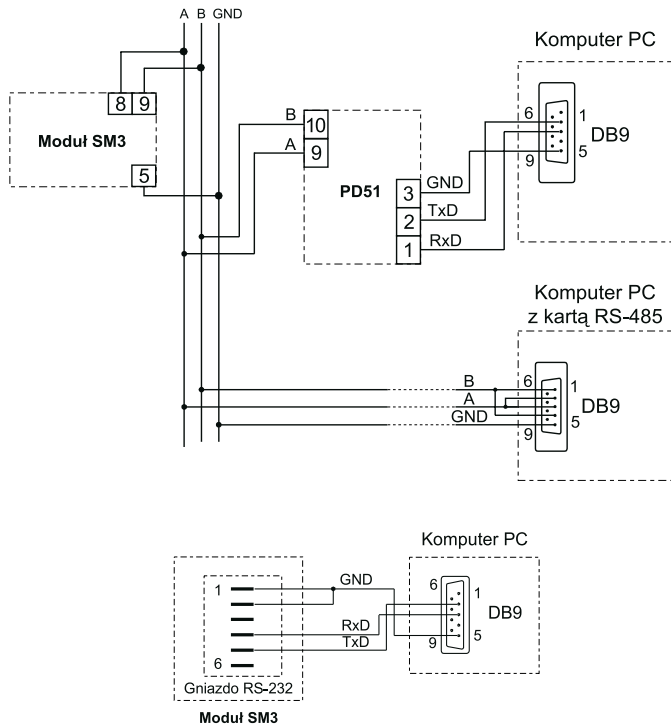 A B GND
Komputer PC
8 9
Moduł SM3
5
B 10
A 9
PD51
3 GND
2 TxD
1 RxD
6 1
DB9
9 5
Komputer PC
z kartą RS-485
B 6 1
A
DB9
GND
9 5
Komputer PC
1
GND
6 1
RxD
DB9
TxD
9 5
6
Gniazdo RS-232
Moduł SM3